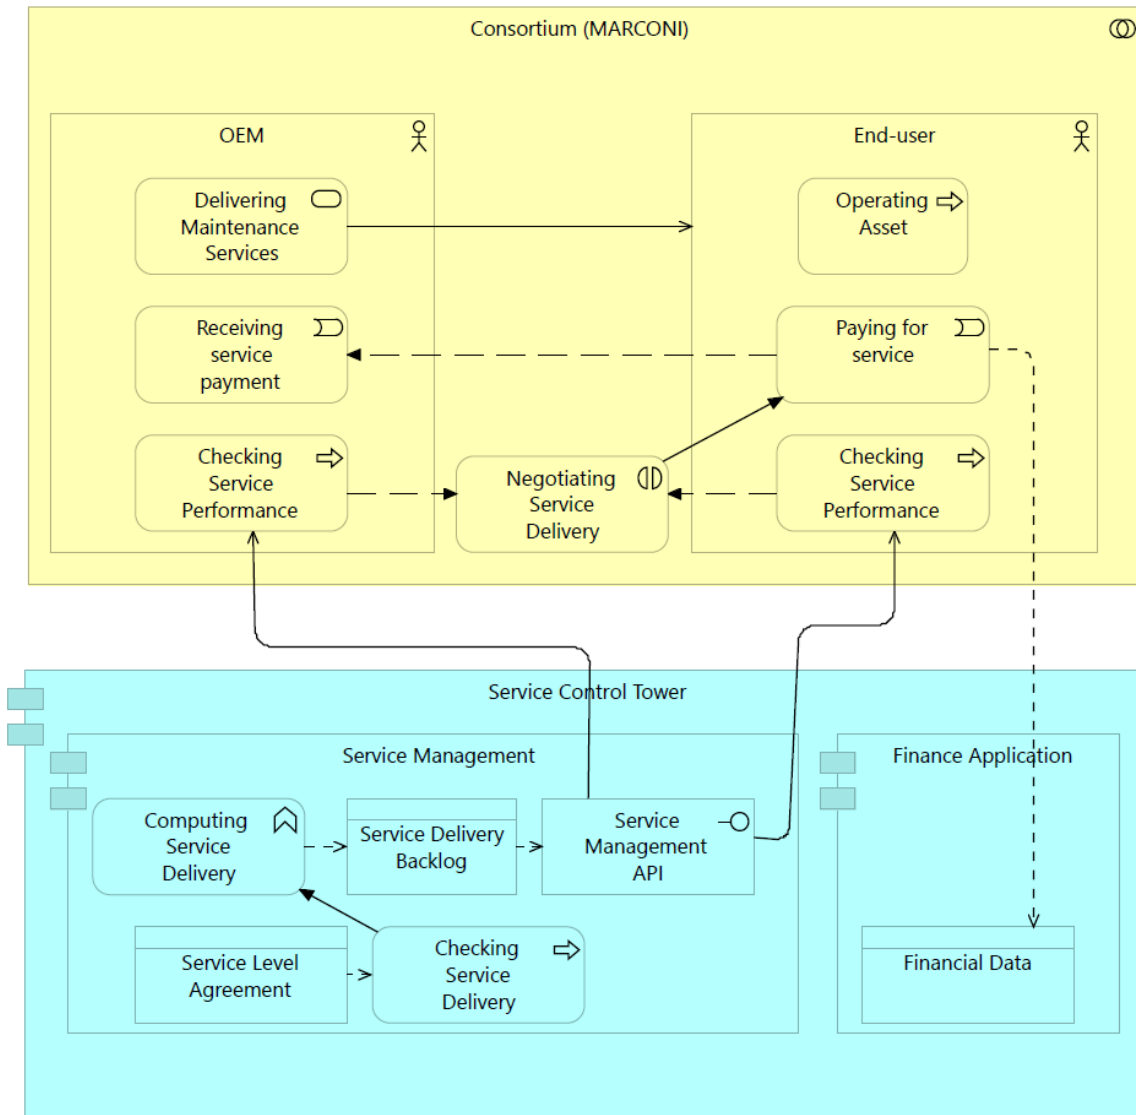 Consortium (MARCONI)
OEM
End-user
Delivering
Maintenance
Services
Operating
Asset
Receiving
service
payment
Paying for
service
Checking
Service
Performance
Negotiating
Service
Delivery
Checking
Service
Performance
Service Control Tower
Service Management
Finance Application
Computing
Service
Delivery
Service Delivery
Backlog
Service
Management
API
Service Level
Agreement
Checking
Service
Delivery
Financial Data